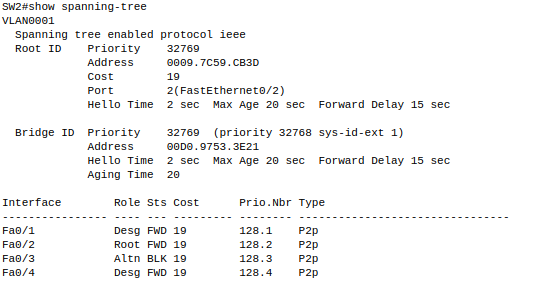 SW2#show spanning-tree
VLAN0001
  Spanning tree enabled protocol ieee
  Root ID    Priority    32769
             Address     0009.7C59.CB3D
             Cost        19
             Port        2(FastEthernet0/2)
             Hello Time  2 sec  Max Age 20 sec  Forward Delay 15 sec

  Bridge ID  Priority    32769  (priority 32768 sys-id-ext 1)
             Address     00D0.9753.3E21
             Hello Time  2 sec  Max Age 20 sec  Forward Delay 15 sec
             Aging Time  20

Interface        Role Sts Cost      Prio.Nbr Type
---------------- ---- --- --------- -------- --------------------------------
Fa0/1            Desg FWD 19        128.1    P2p
Fa0/2            Root FWD 19        128.2    P2p
Fa0/3            Altn BLK 19        128.3    P2p
Fa0/4            Desg FWD 19        128.4    P2p